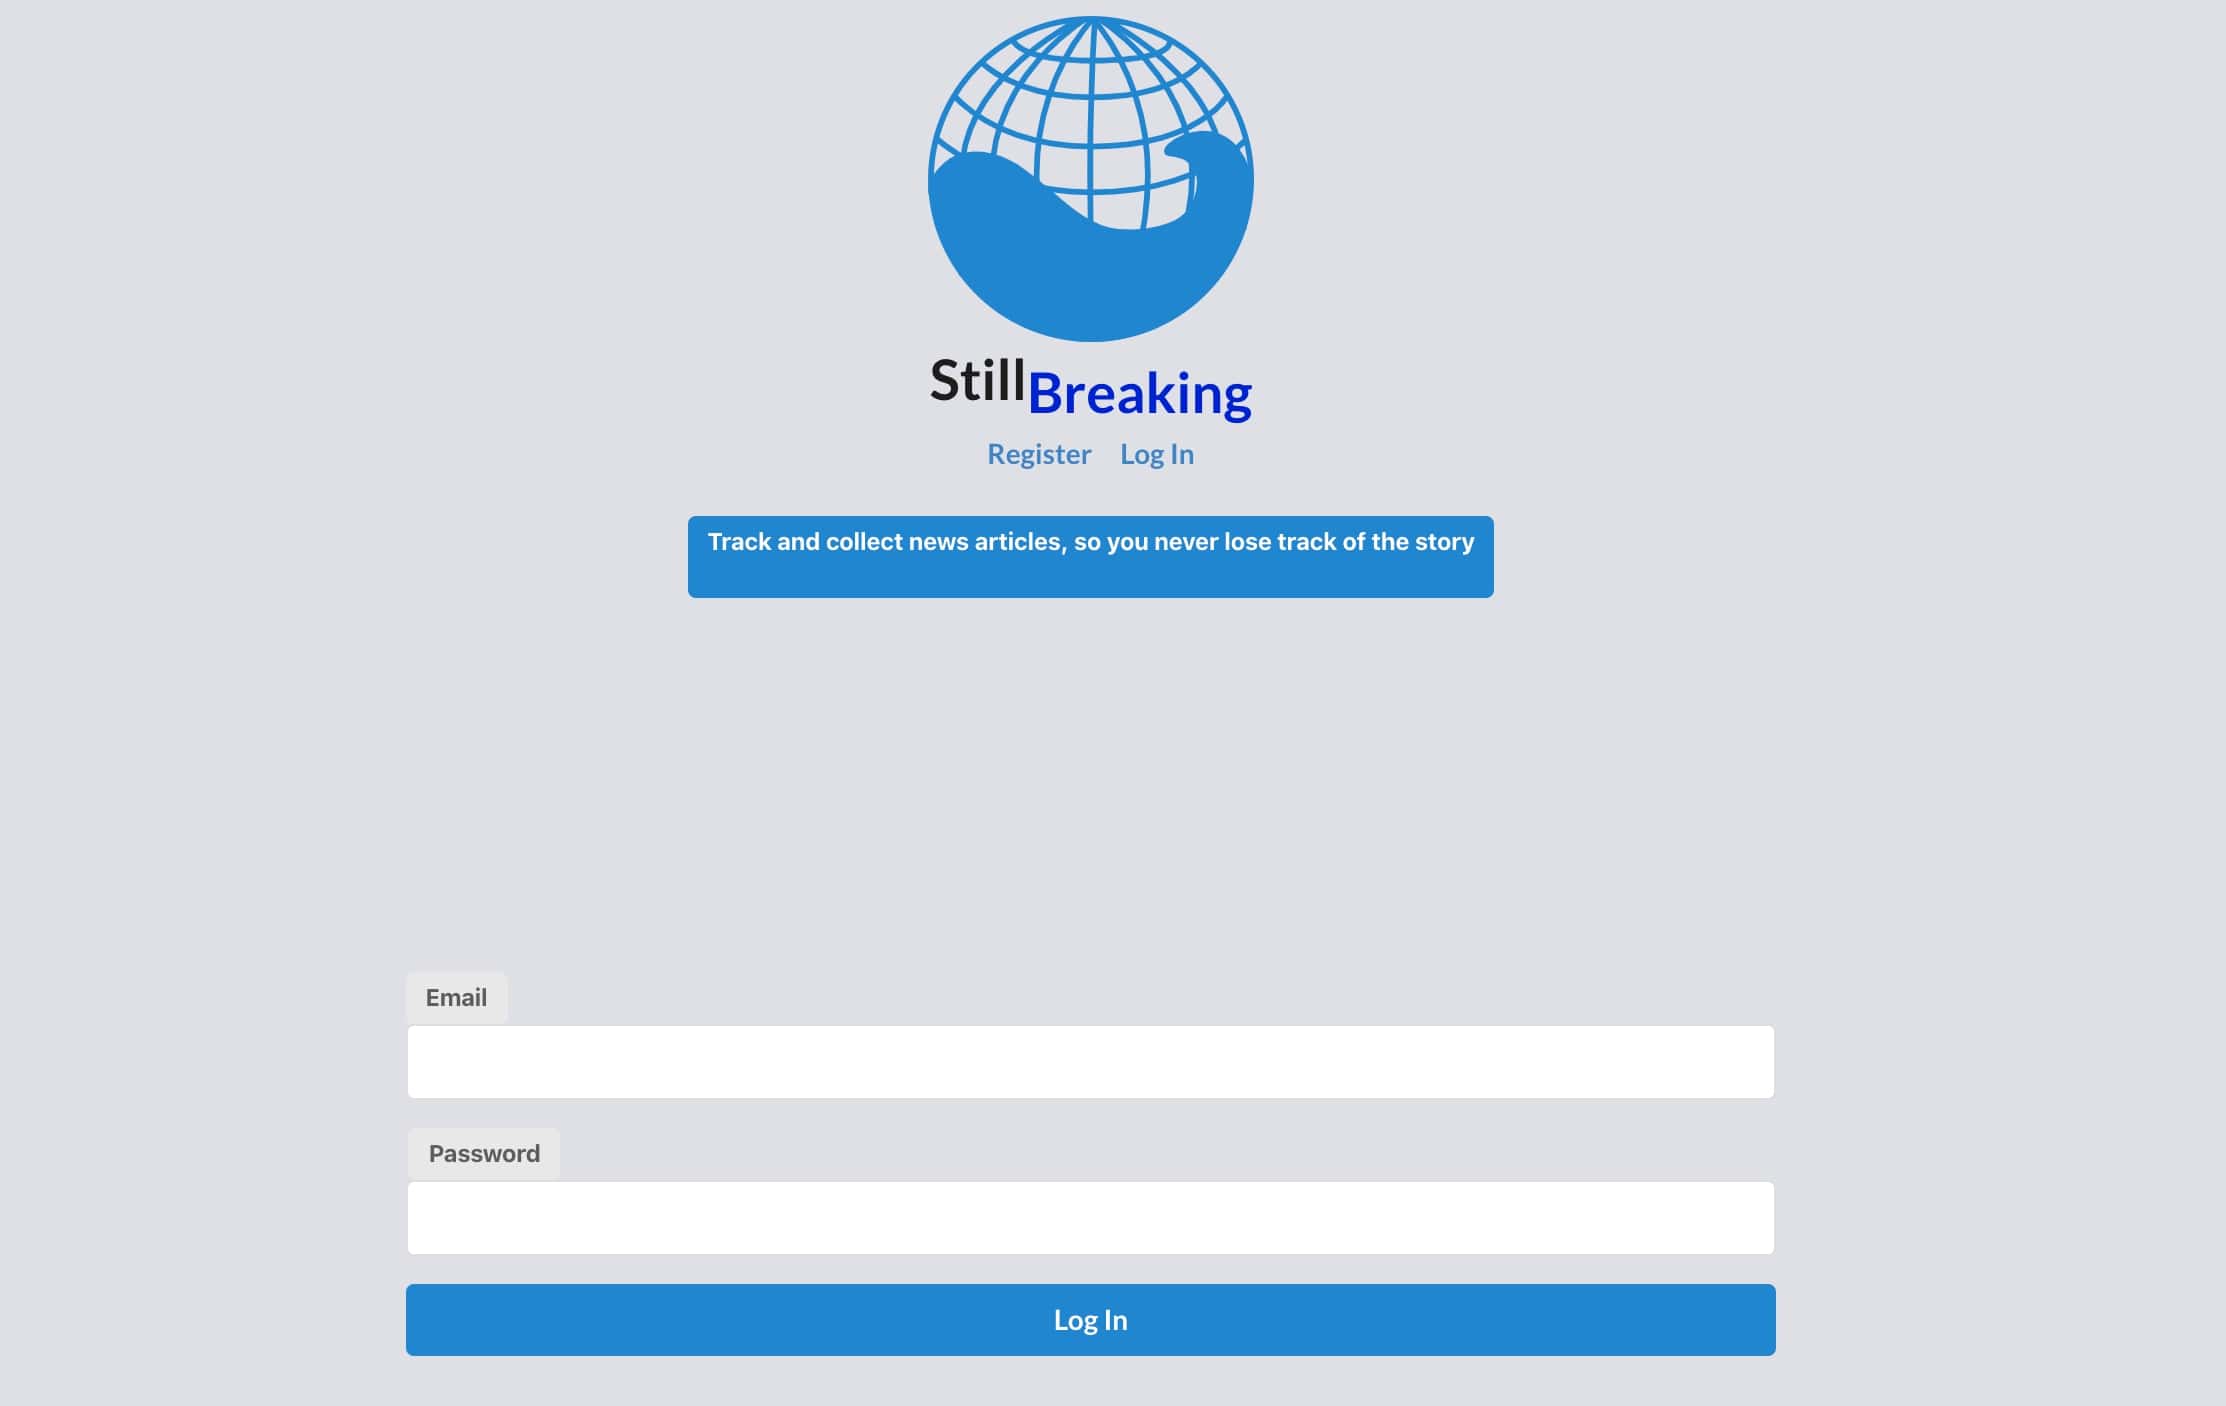 StillBreaking
Register Log In
Track and collect news articles, so you never lose track of the story
Email
Password
Log In